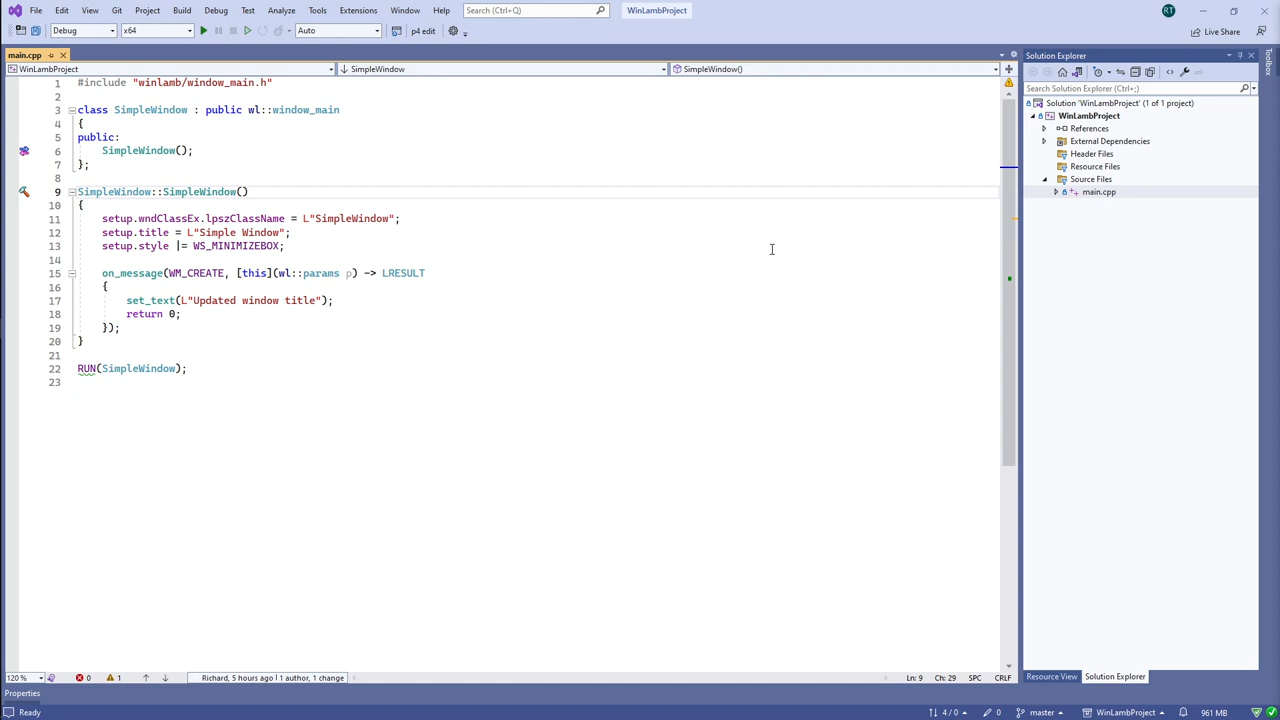 File Edit View Git Project Build Debug Test Analyze Tools Extensions Window Help Search (Ctrl+Q) WinLambProject RT
Debug x64 Auto p4 edit Live Share
main.cpp
WinLambProject SimpleWindow SimpleWindow()
1 #include "winlamb/window_main.h"
2
3 class SimpleWindow : public wl::window_main
4 {
5 public:
6 SimpleWindow();
7 };
8
9 SimpleWindow::SimpleWindow()
10 {
11 setup.wndClassEx.lpszClassName = L"SimpleWindow";
12 setup.title = L"Simple Window";
13 setup.style |= WS_MINIMIZEBOX;
14
15 on_message(WM_CREATE, [this](wl::params p) -> LRESULT
16 {
17 set_text(L"Updated window title");
18 return 0;
19 });
20 }
21
22 RUN(SimpleWindow);
23
Solution Explorer
Search Solution Explorer (Ctrl+;)
Solution 'WinLambProject' (1 of 1 project)
WinLambProject
References
External Dependencies
Header Files
Resource Files
Source Files
main.cpp
Toolbox
Resource View Solution Explorer
120 % 0 1 Richard, 5 hours ago | 1 author, 1 change Ln: 9 Ch: 29 SPC CRLF
Properties
Ready 4 / 0 0 master WinLambProject 961 MB